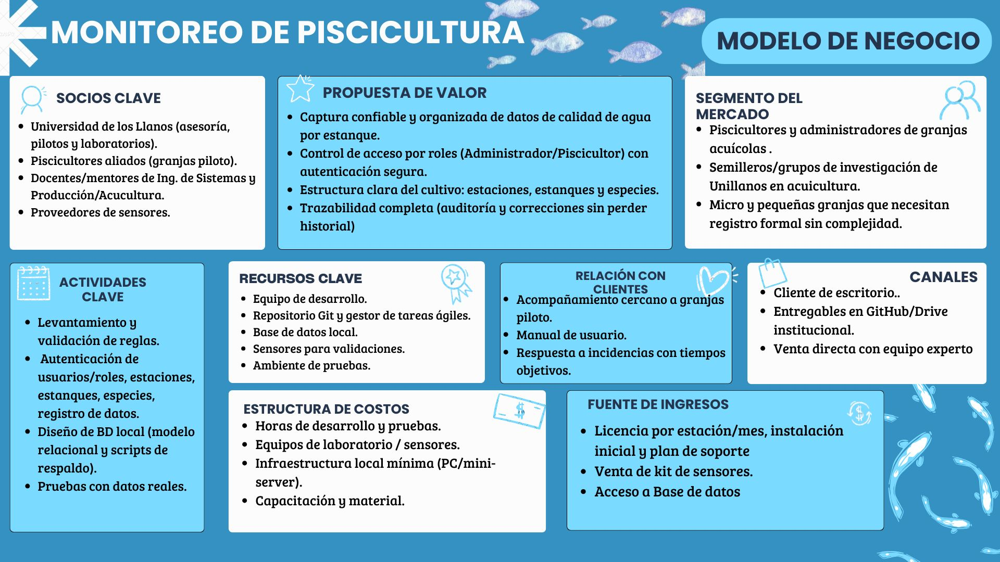 MONITOREO DE PISCICULTURA
MODELO DE NEGOCIO
SOCIOS CLAVE
• Universidad de los Llanos (asesoría,
pilotos y laboratorios).
• Piscicultores aliados (granjas piloto).
• Docentes/mentores de Ing. de Sistemas y
Producción/Acucultura.
• Proveedores de sensores.
PROPUESTA DE VALOR
• Captura confiable y organizada de datos de calidad de agua
por estanque.
• Control de acceso por roles (Administrador/Piscicultor) con
autenticación segura.
• Estructura clara del cultivo: estaciones, estanques y especies.
• Trazabilidad completa (auditoría y correcciones sin perder
historial)
SEGMENTO DEL
MERCADO
• Piscicultores y administradores de granjas
acuícolas .
• Semilleros/grupos de investigación de
Unillanos en acuicultura.
• Micro y pequeñas granjas que necesitan
registro formal sin complejidad.
ACTIVIDADES
CLAVE
• Levantamiento y
validación de reglas.
• Autenticación de
usuarios/roles, estaciones,
estanques, especies,
registro de datos.
• Diseño de BD local (modelo
relacional y scripts de
respaldo).
• Pruebas con datos reales.
RECURSOS CLAVE
• Equipo de desarrollo.
• Repositorio Git y gestor de tareas ágiles.
• Base de datos local.
• Sensores para validaciones.
• Ambiente de pruebas.
RELACIÓN CON
CLIENTES
• Acompañamiento cercano a granjas
piloto.
• Manual de usuario.
• Respuesta a incidencias con tiempos
objetivos.
CANALES
• Cliente de escritorio..
• Entregables en GitHub/Drive
institucional.
• Venta directa con equipo experto
ESTRUCTURA DE COSTOS
• Horas de desarrollo y pruebas.
• Equipos de laboratorio / sensores.
• Infraestructura local mínima (PC/mini-
server).
• Capacitación y material.
FUENTE DE INGRESOS
• Licencia por estación/mes, instalación
inicial y plan de soporte
• Venta de kit de sensores.
• Acceso a Base de datos